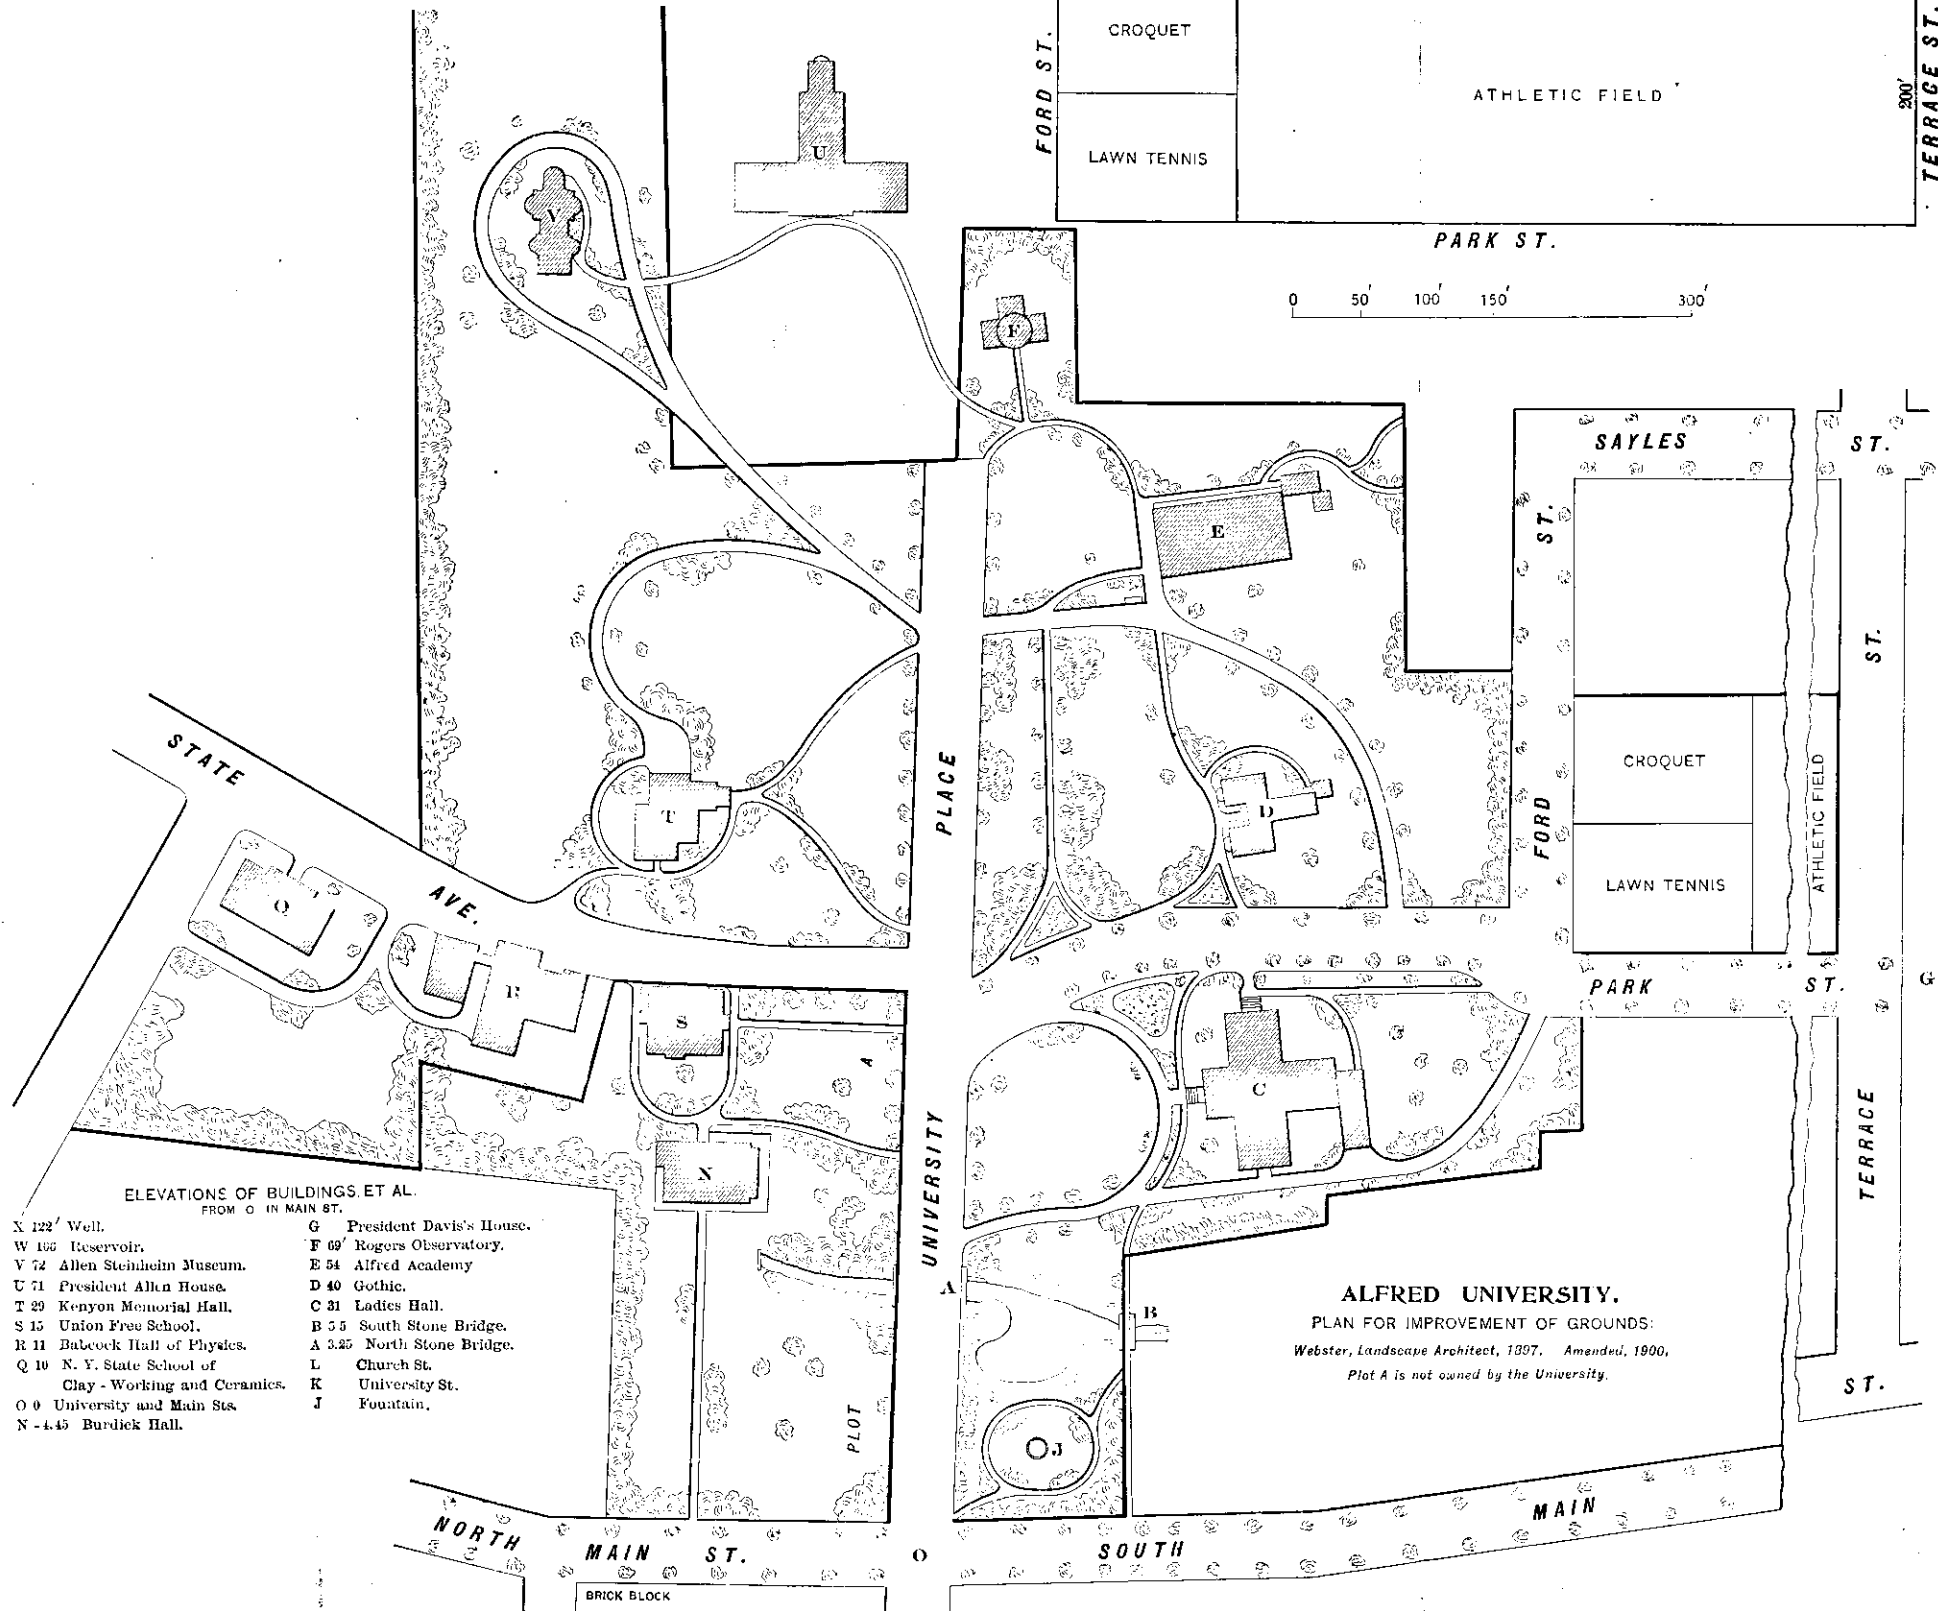 CROQUET
FORD ST.
LAWN TENNIS
ATHLETIC FIELD
200'
TERRACE ST.
PARK ST.
0 50' 100' 150' 300'
U
V
F
E
SAYLES ST.
FORD ST.
ST.
CROQUET
LAWN TENNIS
ATHLETIC FIELD
PARK ST.
G
TERRACE
ST.
STATE AVE.
T
D
Q
R
S
C
A
N
PLACE
UNIVERSITY
A
B
J
PLOT
ELEVATIONS OF BUILDINGS, ET AL.
FROM O IN MAIN ST.
X 122' Well.
W 166 Reservoir.
V 72 Allen Steinheim Museum.
U 71 President Allen House.
T 29 Kenyon Memorial Hall.
S 15 Union Free School.
R 11 Babcock Hall of Physics.
Q 10 N. Y. State School of
Clay-Working and Ceramics.
O 0 University and Main Sts.
N -4.45 Burdick Hall.
G President Davis's House.
F 69' Rogers Observatory.
E 54 Alfred Academy
D 40 Gothic.
C 31 Ladies Hall.
B 5.5 South Stone Bridge.
A 3.25 North Stone Bridge.
L Church St.
K University St.
J Fountain.
ALFRED UNIVERSITY.
PLAN FOR IMPROVEMENT OF GROUNDS:
Webster, Landscape Architect, 1897. Amended, 1900,
Plot A is not owned by the University.
NORTH MAIN ST.
O
SOUTH MAIN
BRICK BLOCK